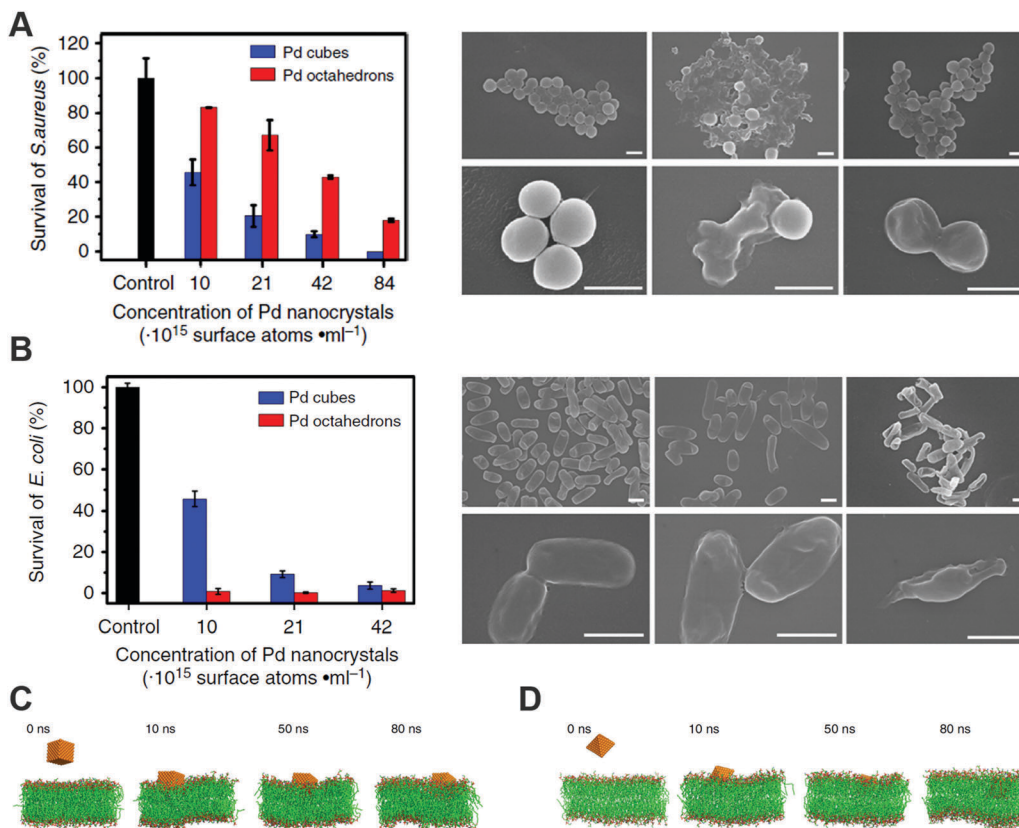 A
Survival of S.aureus (%)
120
100
80
60
40
20
0
Pd cubes
Pd octahedrons
Control 10 21 42 84
Concentration of Pd nanocrystals
(·10¹⁵ surface atoms •ml⁻¹)
B
Survival of E. coli (%)
100
80
60
40
20
0
Pd cubes
Pd octahedrons
Control 10 21 42
Concentration of Pd nanocrystals
(·10¹⁵ surface atoms •ml⁻¹)
C
0 ns 10 ns 50 ns 80 ns
D
0 ns 10 ns 50 ns 80 ns